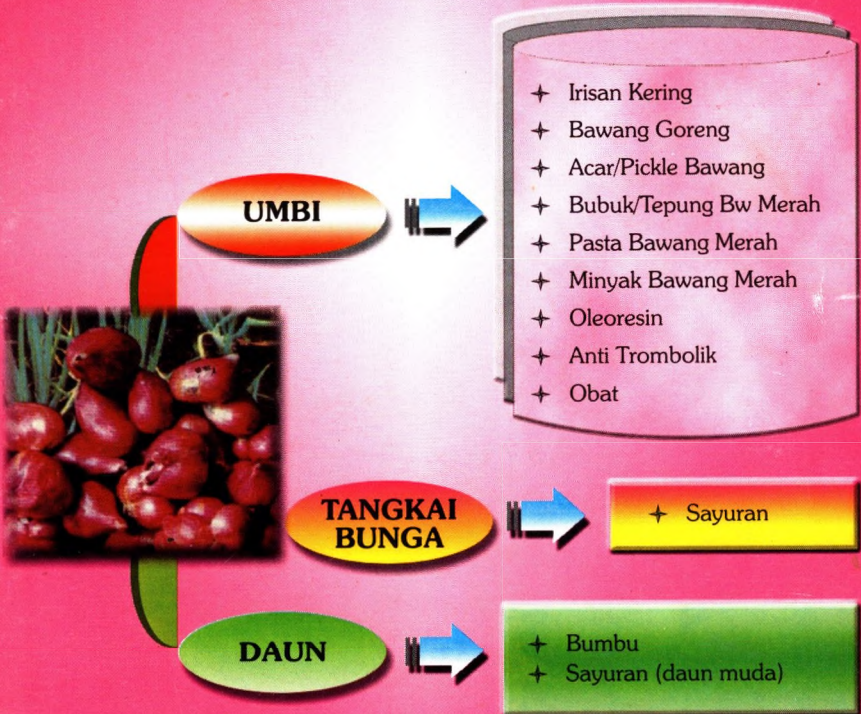 UMBI
Irisan Kering
Bawang Goreng
Acar/Pickle Bawang
Bubuk/Tepung Bw Merah
Pasta Bawang Merah
Minyak Bawang Merah
Oleoresin
Anti Trombolik
Obat
TANGKAI
BUNGA
Sayuran
DAUN
Bumbu
Sayuran (daun muda)